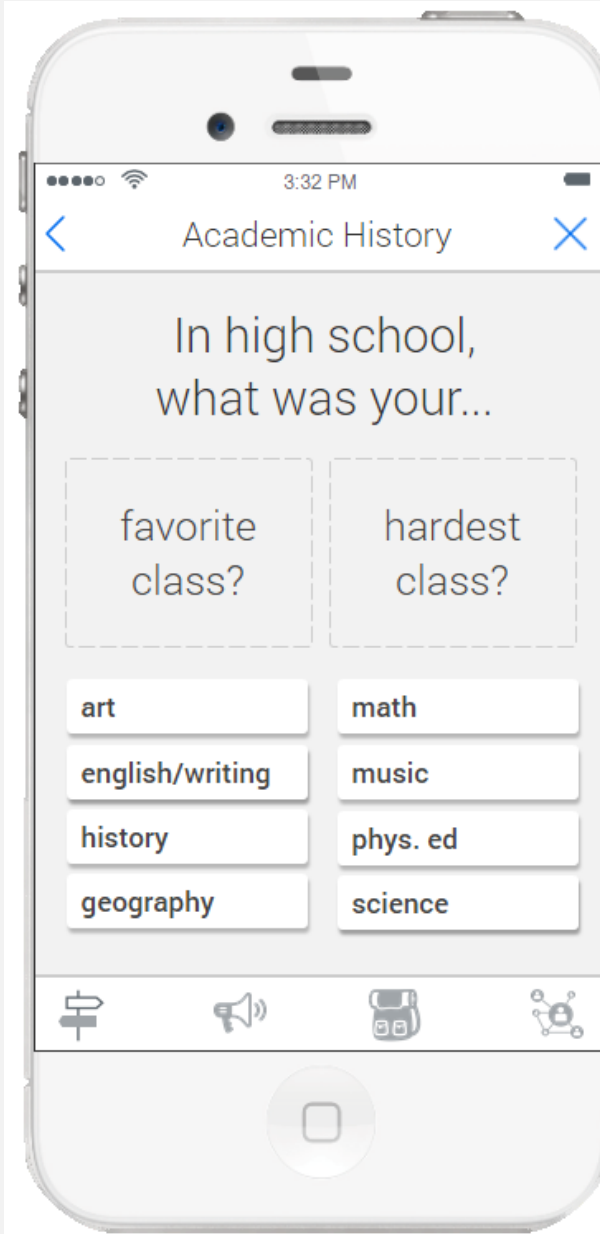 3:32 PM
Academic History
In high school,
what was your...
favorite
class?
hardest
class?
art
math
english/writing
music
history
phys. ed
geography
science